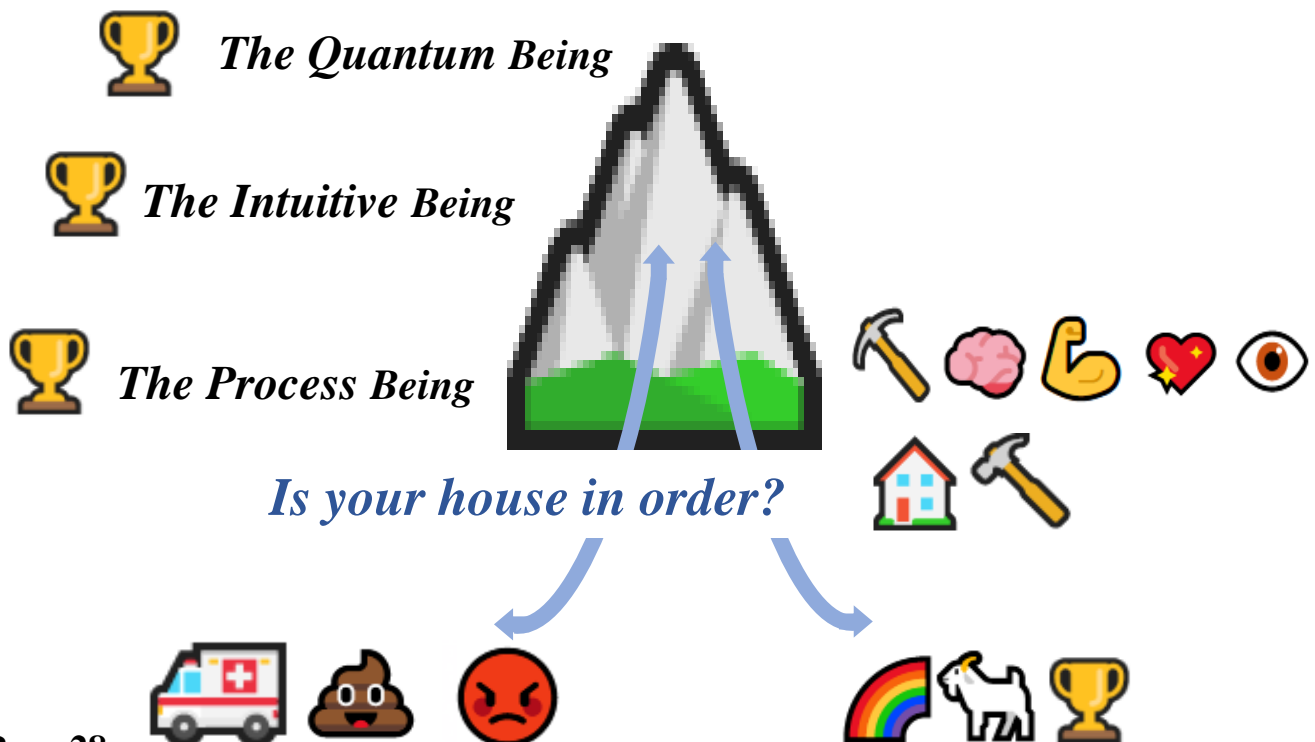 The Quantum Being
The Intuitive Being
The Process Being
Is your house in order?